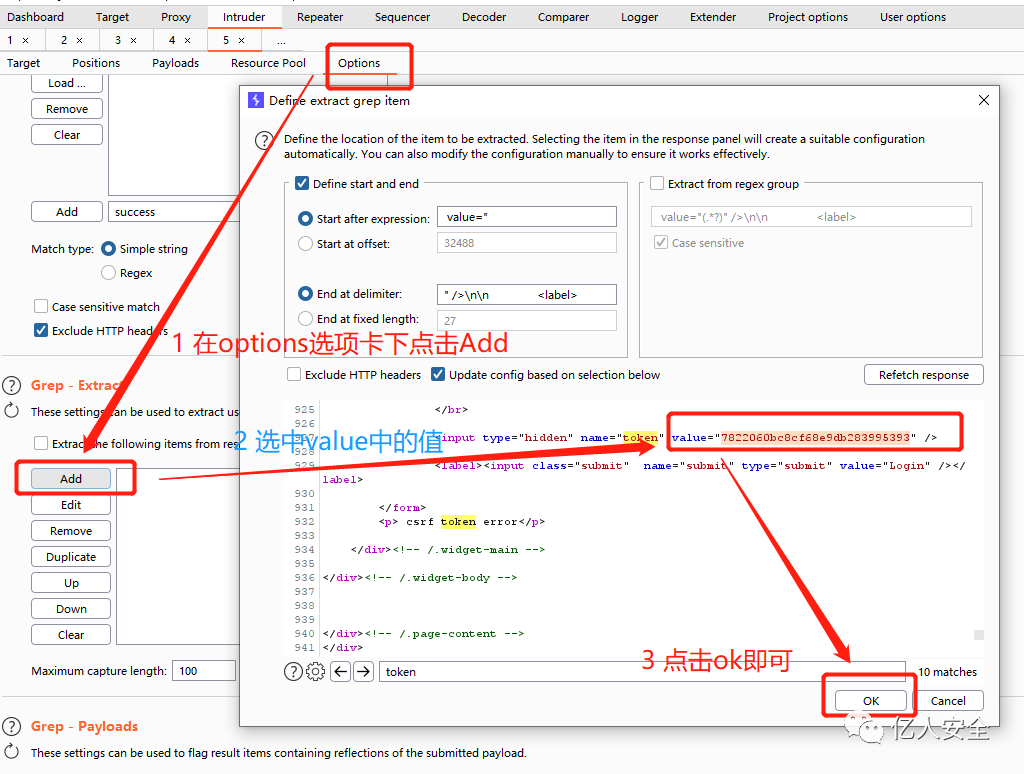 Dashboard Target Proxy Intruder Repeater Sequencer Decoder Comparer Logger Extender Project options User options
1 × 2 × 3 × 4 × 5 × ...
Target Positions Payloads Resource Pool Options
Load ...
Remove
Clear
Add success
Match type: Simple string
Regex
Case sensitive match
Exclude HTTP headers
Grep - Extract
These settings can be used to extract us
Extract the following items from res
Add
Edit
Remove
Duplicate
Up
Down
Clear
Maximum capture length: 100
Grep - Payloads
These settings can be used to flag result items containing reflections of the submitted payload.
Define extract grep item
Define the location of the item to be extracted. Selecting the item in the response panel will create a suitable configuration
automatically. You can also modify the configuration manually to ensure it works effectively.
Define start and end
Start after expression: value="
Start at offset: 32488
End at delimiter: " />\n\n <label>
End at fixed length: 27
Extract from regex group
value="(.*?)" />\n\n <label>
Case sensitive
1 在options选项卡下点击Add
Exclude HTTP headers Update config based on selection below Refetch response
925 </br>
926
927 input type="hidden" name="token" value="7822060bc8cf68e9db283995393" />
2 选中value中的值
928
929 <label><input class="submit" name="submit" type="submit" value="Login" /></
label>
930
931 </form>
932 <p> csrf token error</p>
933
934 </div><!-- /.widget-main -->
935
936 </div><!-- /.widget-body -->
937
938
939
940 </div><!-- /.page-content -->
941 </div>
3 点击ok即可
token 10 matches
OK Cancel
亿人安全